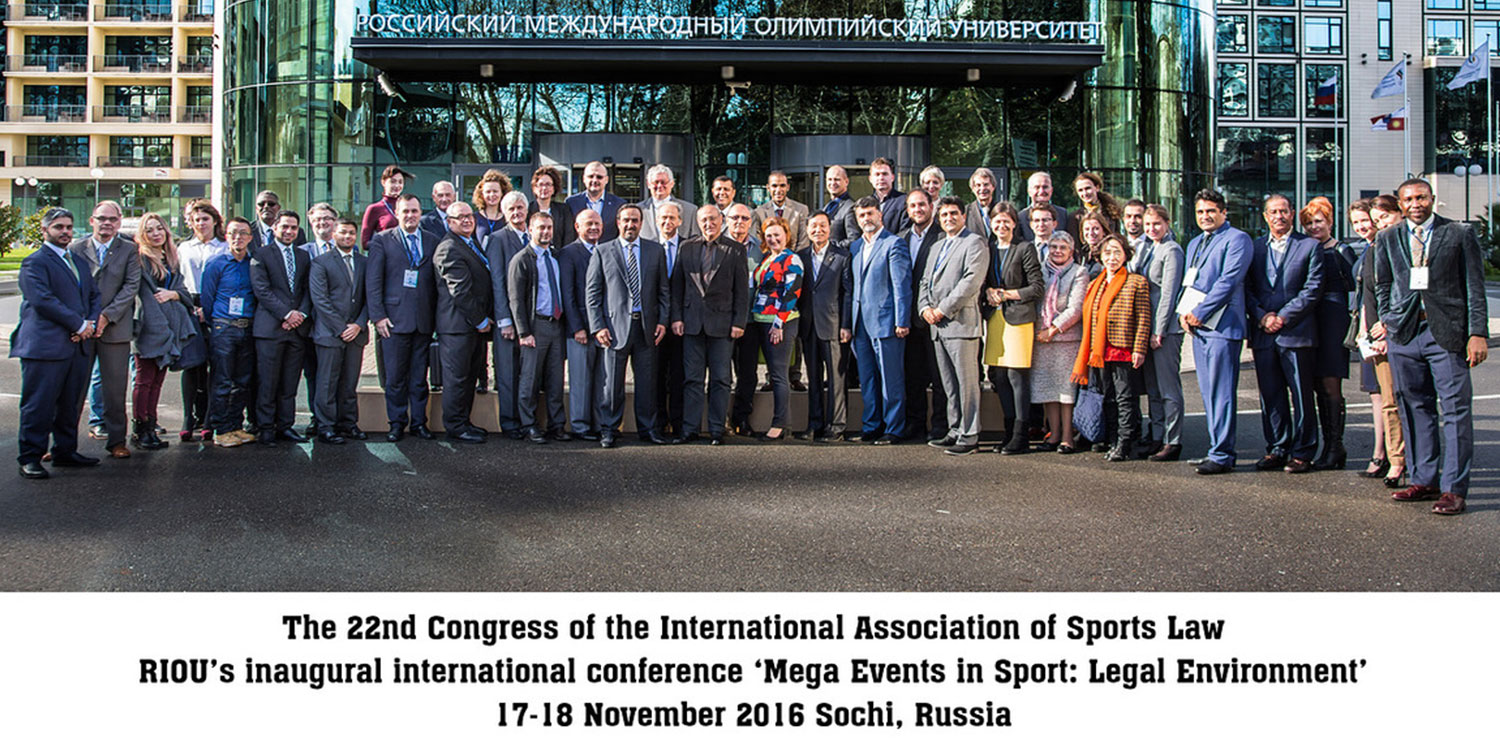 РОССИЙСКИЙ МЕЖДУНАРОДНЫЙ ОЛИМПИЙСКИЙ УНИВЕРСИТЕТ
The 22nd Congress of the International Association of Sports Law
RIOU's inaugural international conference ‘Mega Events in Sport: Legal Environment’
17-18 November 2016 Sochi, Russia